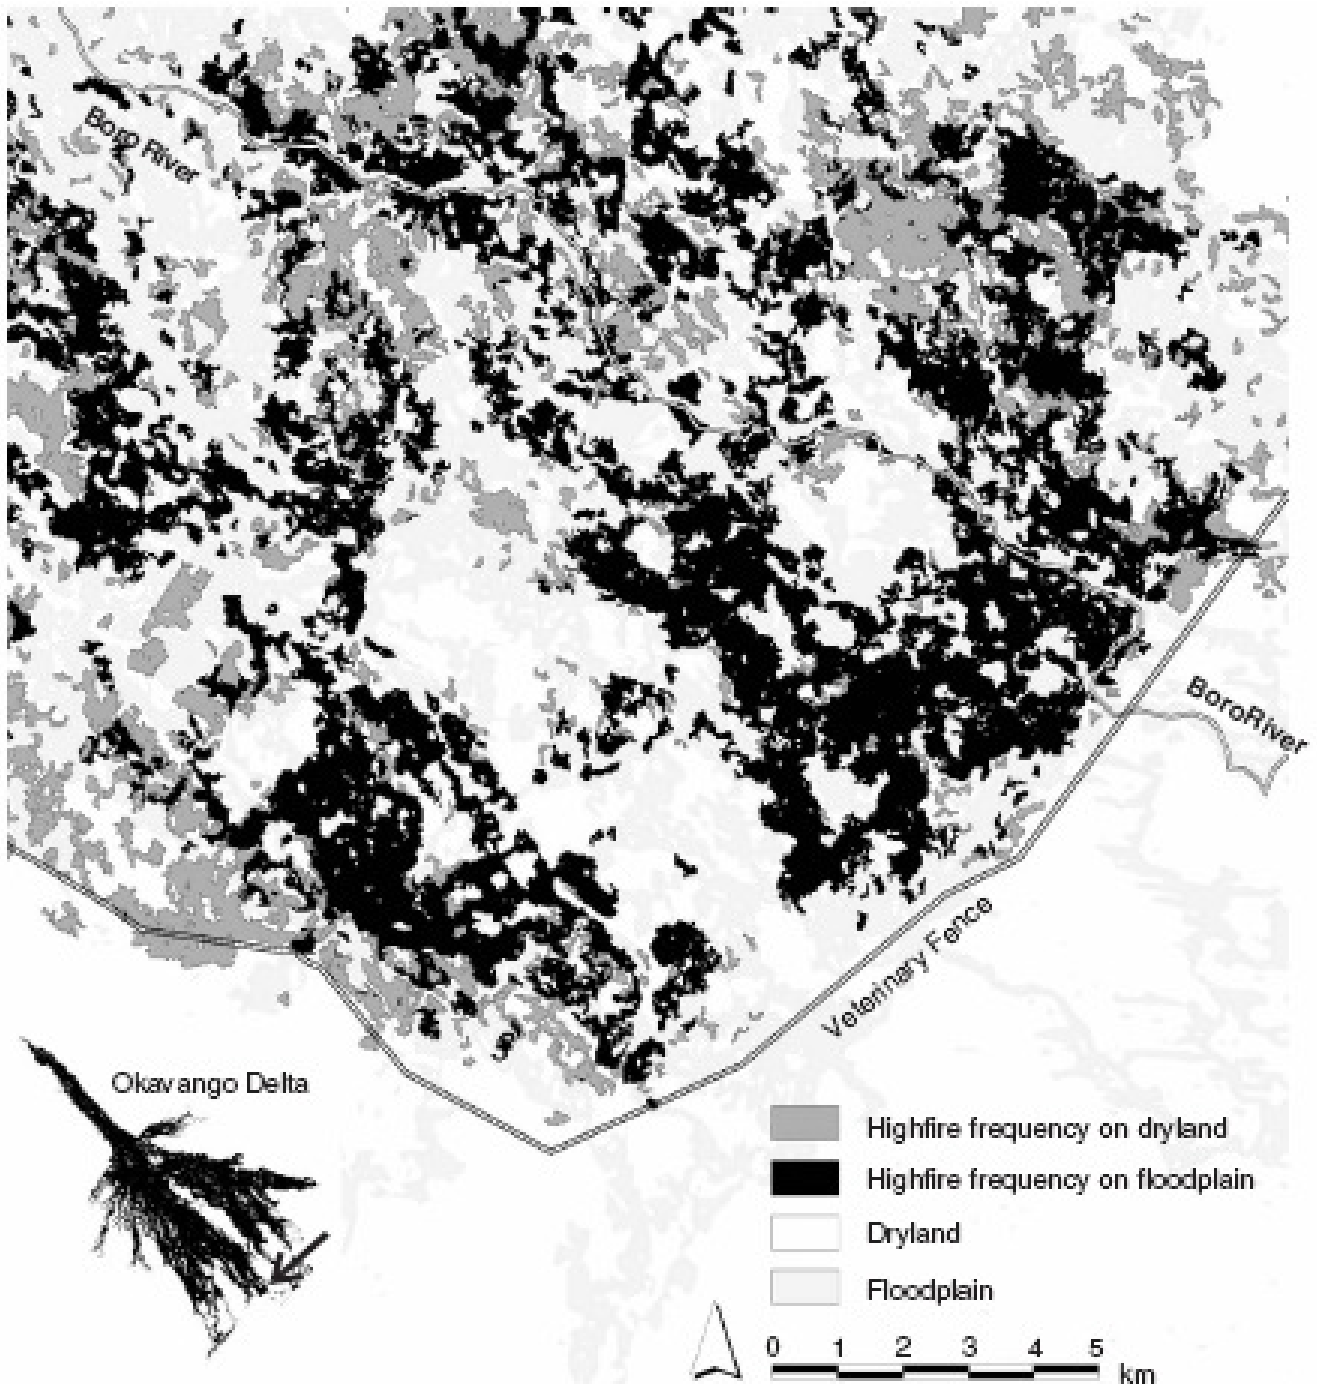 Boro River
BoroRiver
Veterinary Fence
Okavango Delta
Highfire frequency on dryland
Highfire frequency on floodplain
Dryland
Floodplain
0 1 2 3 4 5
km